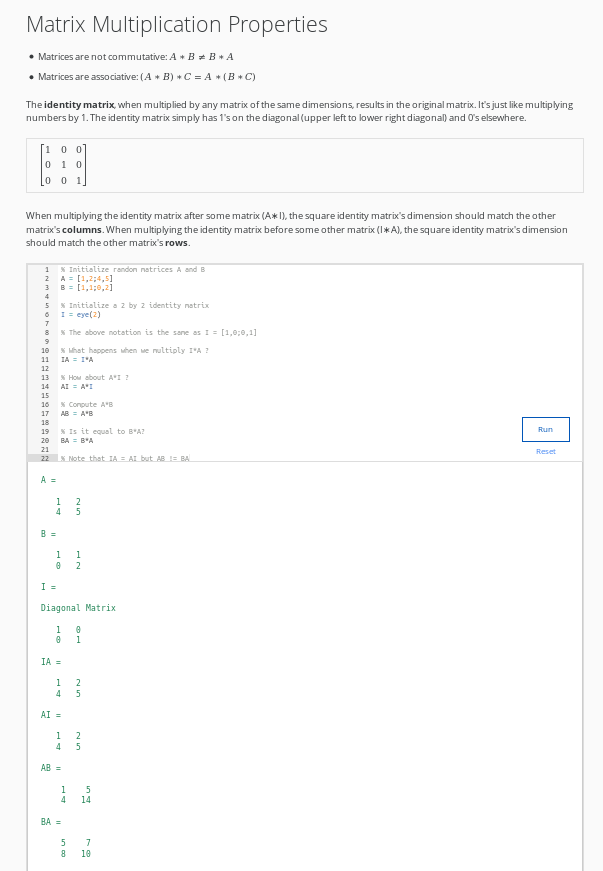 Matrix Multiplication Properties
• Matrices are not commutative: A ∗ B ≠ B ∗ A
• Matrices are associative: (A ∗ B) ∗ C = A ∗ (B ∗ C)
The identity matrix, when multiplied by any matrix of the same dimensions, results in the original matrix. It's just like multiplying
numbers by 1. The identity matrix simply has 1's on the diagonal (upper left to lower right diagonal) and 0's elsewhere.
1 0 0
0 1 0
0 0 1
When multiplying the identity matrix after some matrix (A∗I), the square identity matrix's dimension should match the other
matrix's columns. When multiplying the identity matrix before some other matrix (I∗A), the square identity matrix's dimension
should match the other matrix's rows.
1 % Initialize random matrices A and B
2 A = [1,2;4,5]
3 B = [1,1;0,2]
4
5 % Initialize a 2 by 2 identity matrix
6 I = eye(2)
7
8 % The above notation is the same as I = [1,0;0,1]
9
10 % What happens when we multiply I*A ?
11 IA = I*A
12
13 % How about A*I ?
14 AI = A*I
15
16 % Compute A*B
17 AB = A*B
18
19 % Is it equal to B*A?
20 BA = B*A
21
22 % Note that IA = AI but AB != BA
Run
Reset
A =
1 2
4 5
B =
1 1
0 2
I =
Diagonal Matrix
1 0
0 1
IA =
1 2
4 5
AI =
1 2
4 5
AB =
1 5
4 14
BA =
5 7
8 10